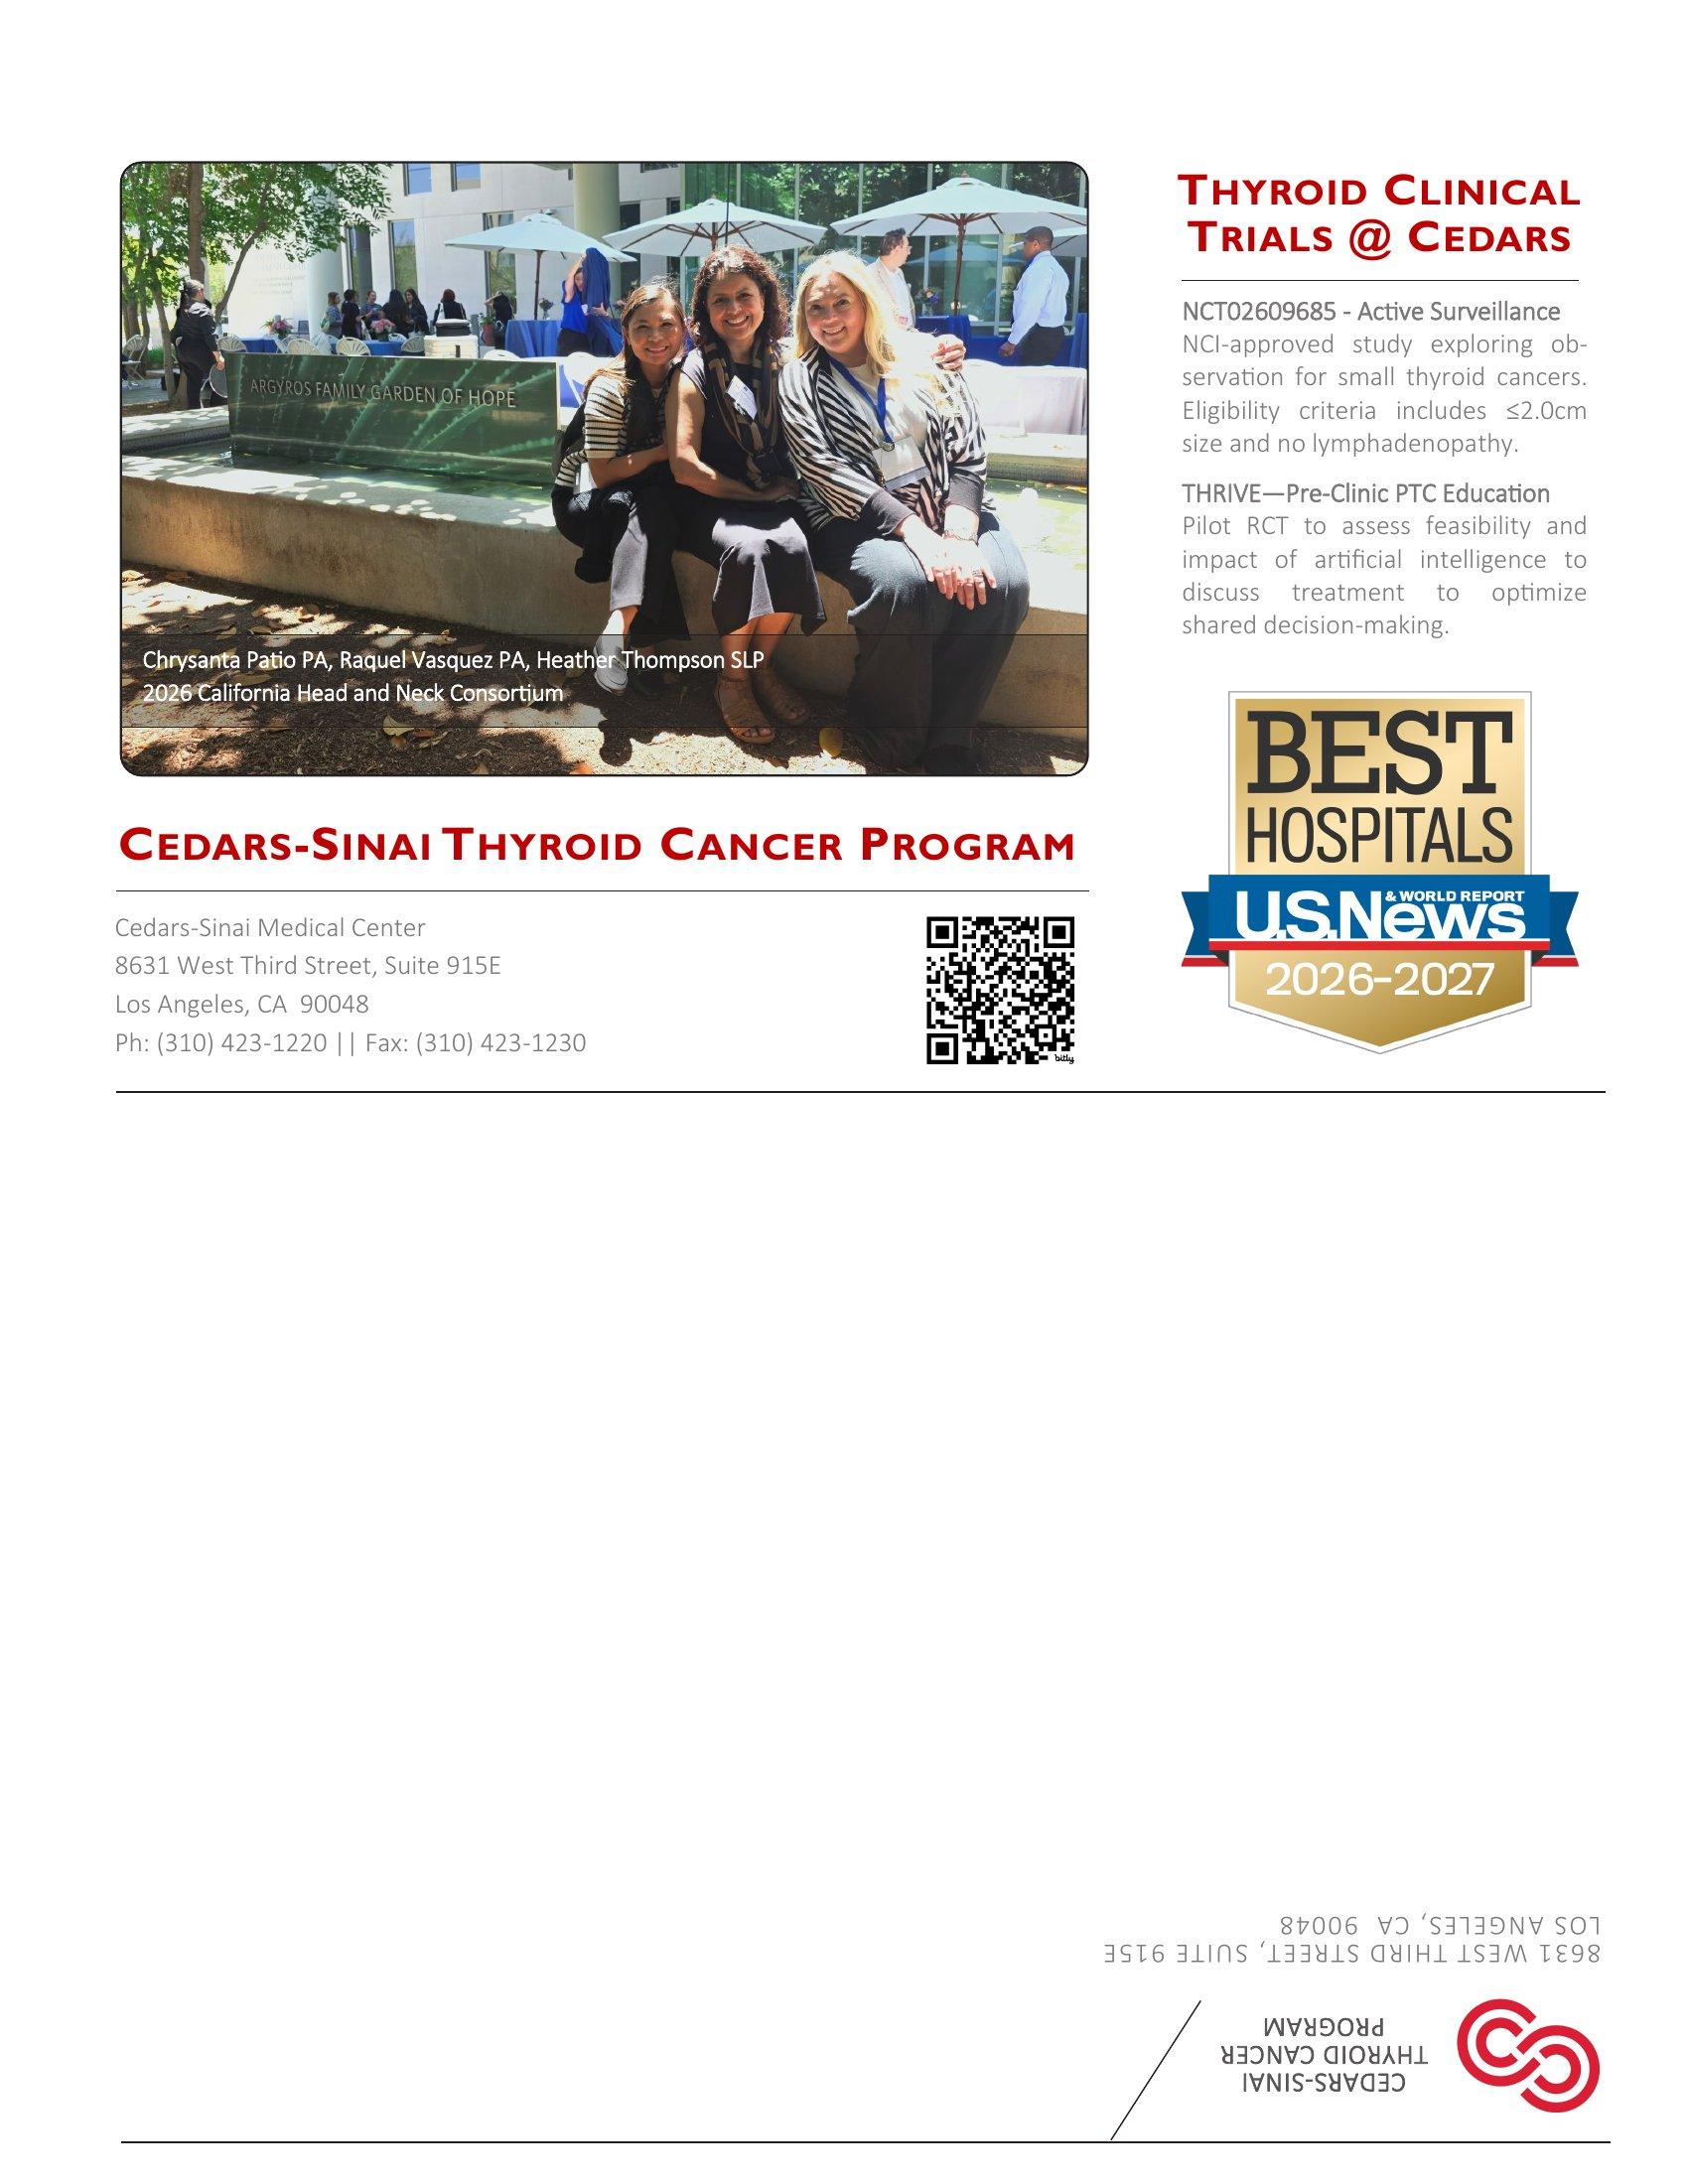 ARGYROS FAMILY GARDEN OF HOPE
Chrysanta Patio PA, Raquel Vasquez PA, Heather Thompson SLP
2026 California Head and Neck Consortium
CEDARS-SINAI THYROID CANCER PROGRAM
Cedars-Sinai Medical Center
8631 West Third Street, Suite 915E
Los Angeles, CA  90048
Ph: (310) 423-1220 || Fax: (310) 423-1230
bitly
THYROID CLINICAL
TRIALS @ CEDARS
NCT02609685 - Active Surveillance
NCI-approved study exploring ob-
servation for small thyroid cancers.
Eligibility criteria includes ≤2.0cm
size and no lymphadenopathy.
THRIVE—Pre-Clinic PTC Education
Pilot RCT to assess feasibility and
impact of artificial intelligence to
discuss treatment to optimize
shared decision-making.
BEST
HOSPITALS
U.S.News & WORLD REPORT
2026-2027
CEDARS-SINAI
THYROID CANCER
PROGRAM
8631 WEST THIRD STREET, SUITE 915E
LOS ANGELES, CA  90048